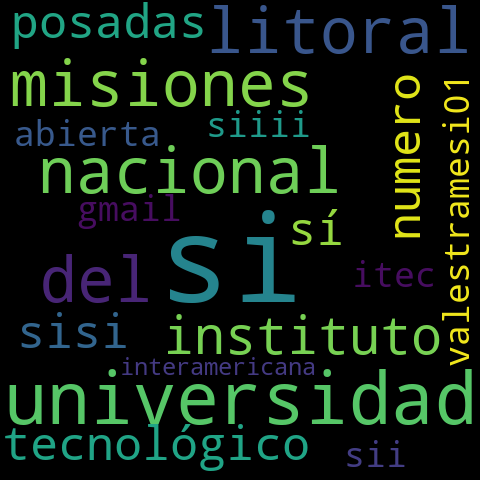 posadas
litoral
misiones
numero
valestramesi01
siiii
abierta
nacional
gmail
sí
si
del
itec
sisi
instituto
interamericana
universidad
tecnológico
sii